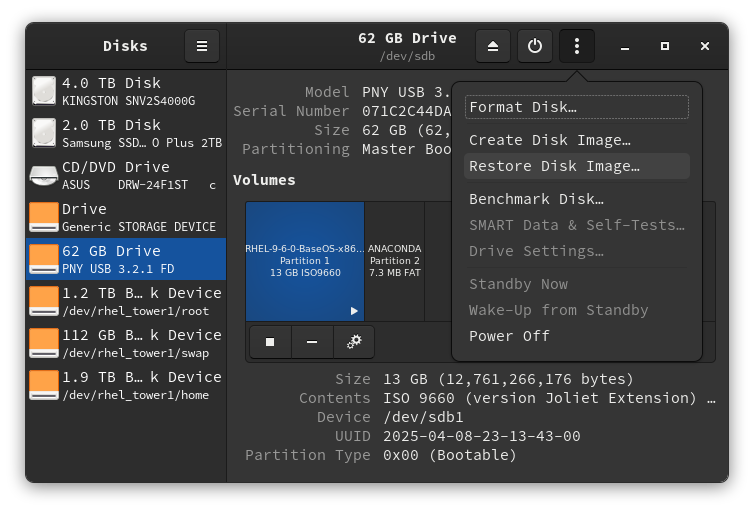 Disks
62 GB Drive
/dev/sdb
4.0 TB Disk
KINGSTON SNV2S4000G
2.0 TB Disk
Samsung SSD… O Plus 2TB
CD/DVD Drive
ASUS DRW-24F1ST c
Drive
Generic STORAGE DEVICE
62 GB Drive
PNY USB 3.2.1 FD
1.2 TB B… k Device
/dev/rhel_tower1/root
112 GB B… k Device
/dev/rhel_tower1/swap
1.9 TB B… k Device
/dev/rhel_tower1/home
Model PNY USB 3.
Serial Number 071C2C44DA
Size 62 GB (62,
Partitioning Master Boo
Format Disk…
Create Disk Image…
Restore Disk Image…
Benchmark Disk…
SMART Data & Self-Tests…
Drive Settings…
Standby Now
Wake-Up from Standby
Power Off
Volumes
RHEL-9-6-0-BaseOS-x86…
Partition 1
13 GB ISO9660
ANACONDA
Partition 2
7.3 MB FAT
Size 13 GB (12,761,266,176 bytes)
Contents ISO 9660 (version Joliet Extension) …
Device /dev/sdb1
UUID 2025-04-08-23-13-43-00
Partition Type 0x00 (Bootable)